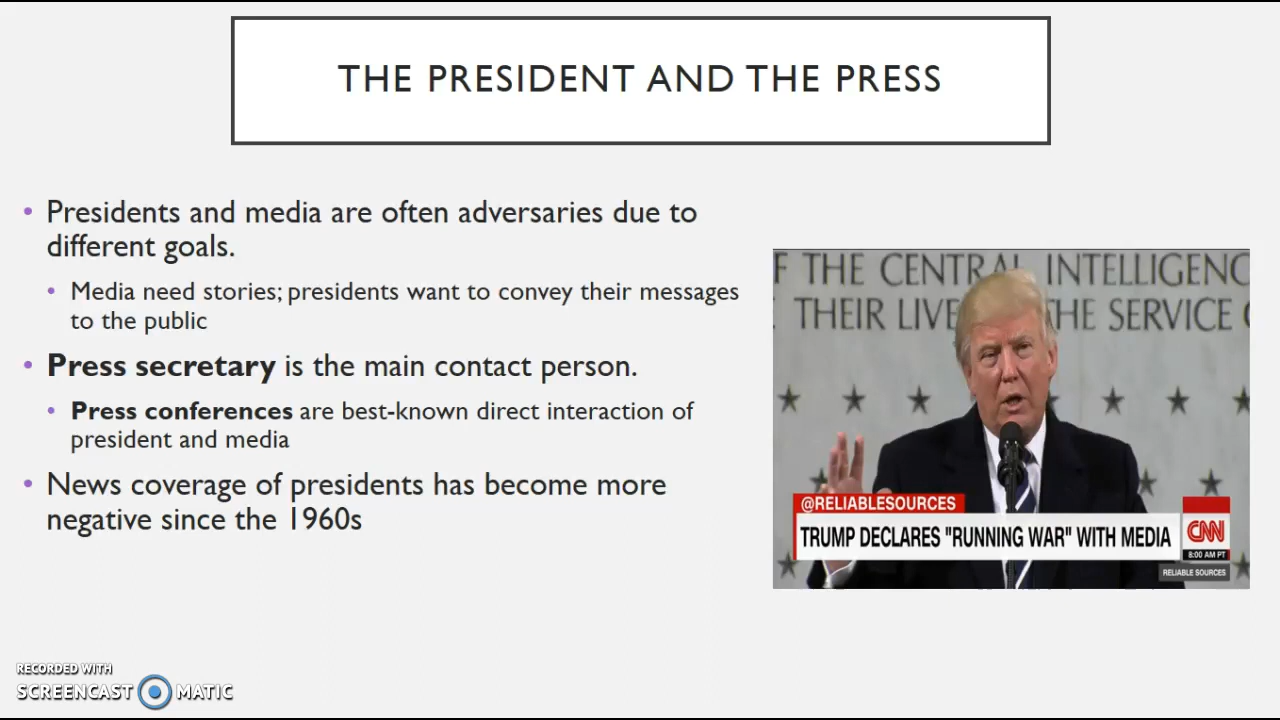 THE PRESIDENT AND THE PRESS
• Presidents and media are often adversaries due to
different goals.
• Media need stories; presidents want to convey their messages
to the public
• Press secretary is the main contact person.
• Press conferences are best-known direct interaction of
president and media
• News coverage of presidents has become more
negative since the 1960s
F THE CENTRAL INTELLIGENC
THEIR LIVE THE SERVICE
@RELIABLESOURCES
TRUMP DECLARES "RUNNING WAR" WITH MEDIA
CNN
8:00 AM PT
RELIABLE SOURCES
RECORDED WITH
SCREENCAST MATIC